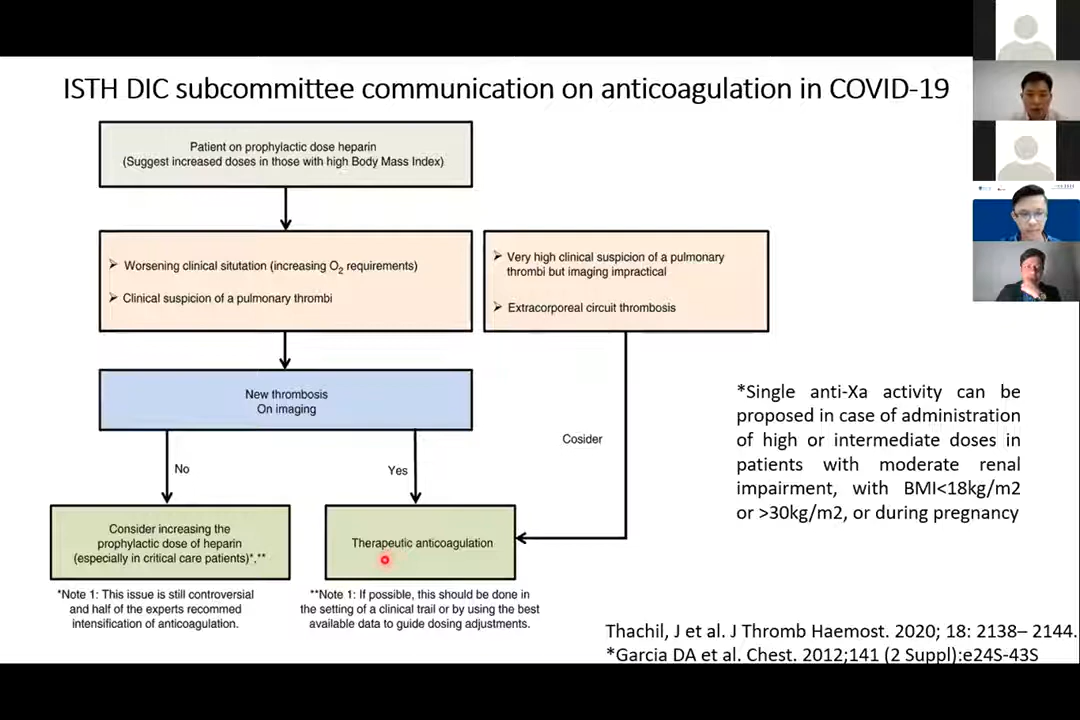 ISTH DIC subcommittee communication on anticoagulation in COVID-19
Patient on prophylactic dose heparin
(Suggest increased doses in those with high Body Mass Index)
➢ Worsening clinical situtation (increasing O2 requirements)
➢ Clinical suspicion of a pulmonary thrombi
➢ Very high clinical suspicion of a pulmonary
thrombi but imaging impractical
➢ Extracorporeal circuit thrombosis
New thrombosis
On imaging
No
Yes
Cosider
Consider increasing the
prophylactic dose of heparin
(especially in critical care patients)*,**
Therapeutic anticoagulation
*Note 1: This issue is still controversial
and half of the experts recommed
intensification of anticoagulation.
**Note 1: If possible, this should be done in
the setting of a clinical trail or by using the best
available data to guide dosing adjustments.
*Single anti-Xa activity can be
proposed in case of administration
of high or intermediate doses in
patients with moderate renal
impairment, with BMI<18kg/m2
or >30kg/m2, or during pregnancy
Thachil, J et al. J Thromb Haemost. 2020; 18: 2138– 2144.
*Garcia DA et al. Chest. 2012;141 (2 Suppl):e24S-43S